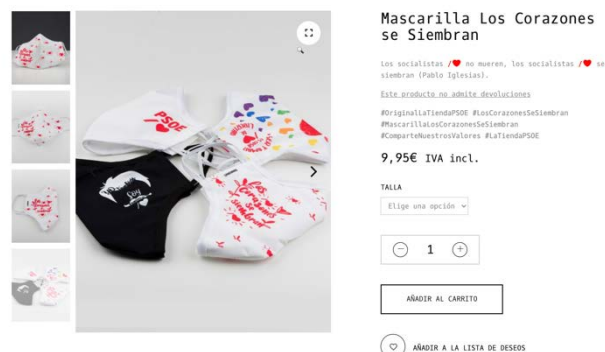 Mascarilla Los Corazones
se Siembran
Los socialistas /❤ no mueren, los socialistas /❤ se
siembran (Pablo Iglesias).
Este producto no admite devoluciones
#OriginalLaTiendaPSOE #LosCorazonesSeSiembran
#MascarillaLosCorazonesSeSiembran
#ComparteNuestrosValores #LaTiendaPSOE
9,95€ IVA incl.
TALLA
Elige una opción
1
AÑADIR AL CARRITO
AÑADIR A LA LISTA DE DESEOS
PSOE
Soy
los
corazones
se
siembran